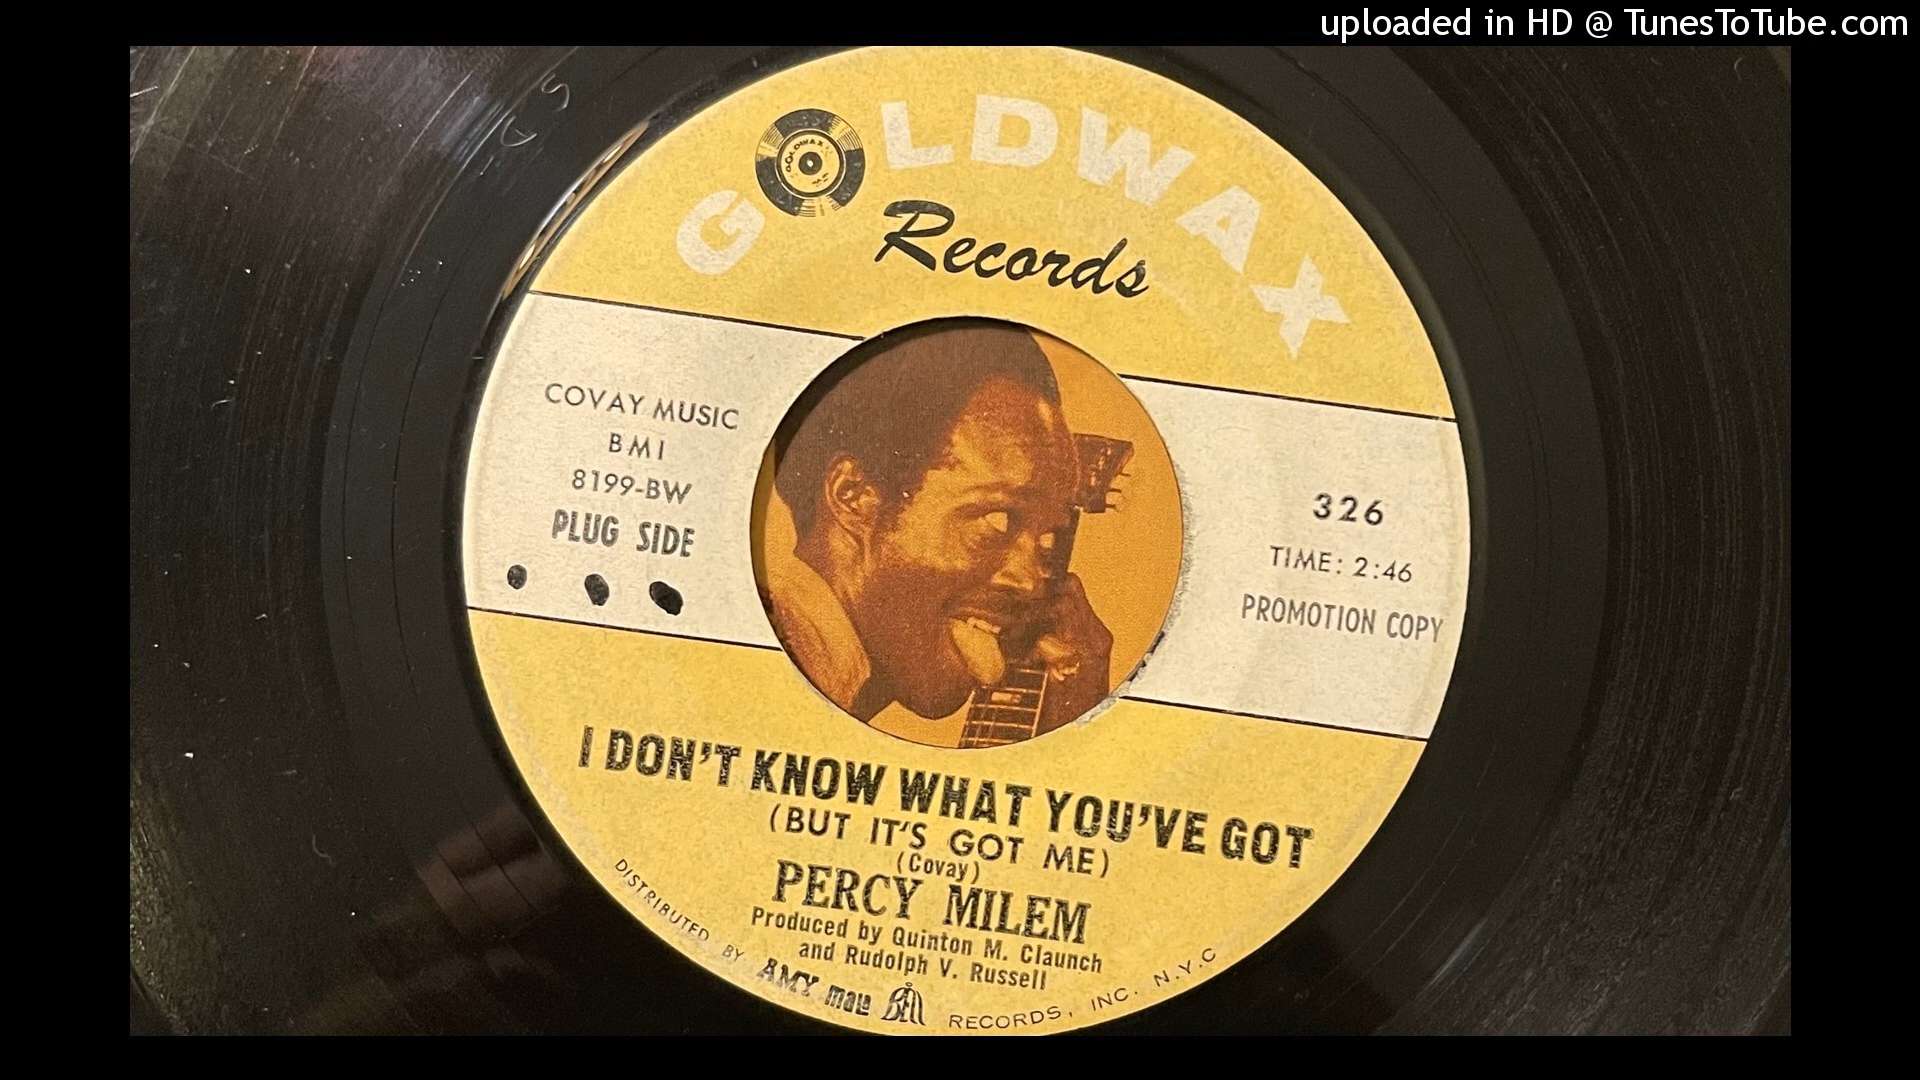 uploaded in HD @ TunesToTube.com
GOLDWAX
Records
COVAY MUSIC
BMI
8199-BW
PLUG SIDE
326
TIME: 2:46
PROMOTION COPY
I DON'T KNOW WHAT YOU'VE GOT
(BUT IT'S GOT ME)
(Covay)
PERCY MILEM
Produced by Quinton M. Claunch
and Rudolph V. Russell
DISTRIBUTED BY AMY mala BELL RECORDS, INC. N.Y.C